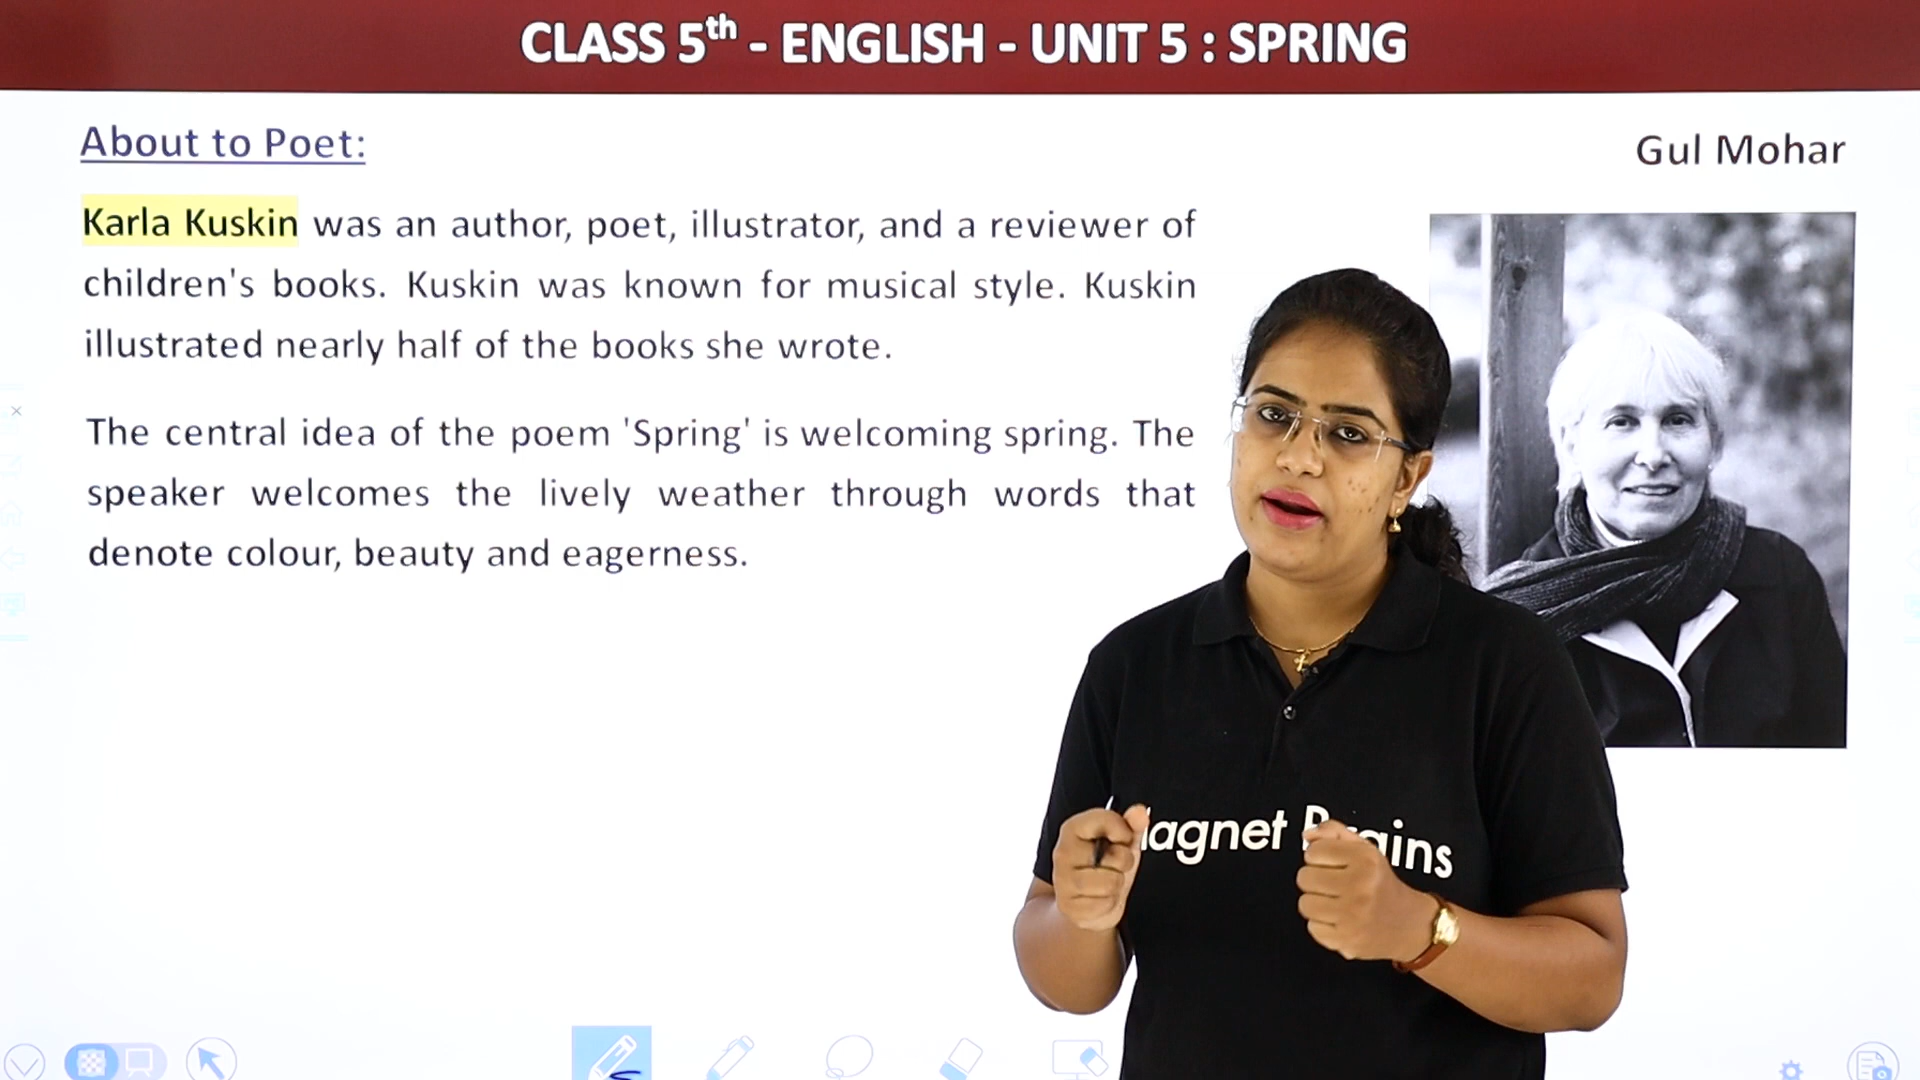 CLASS 5th - ENGLISH - UNIT 5 : SPRING
About to Poet:
Gul Mohar
Karla Kuskin was an author, poet, illustrator, and a reviewer of
children's books. Kuskin was known for musical style. Kuskin
illustrated nearly half of the books she wrote.
The central idea of the poem 'Spring' is welcoming spring. The
speaker welcomes the lively weather through words that
denote colour, beauty and eagerness.
Magnet Brains